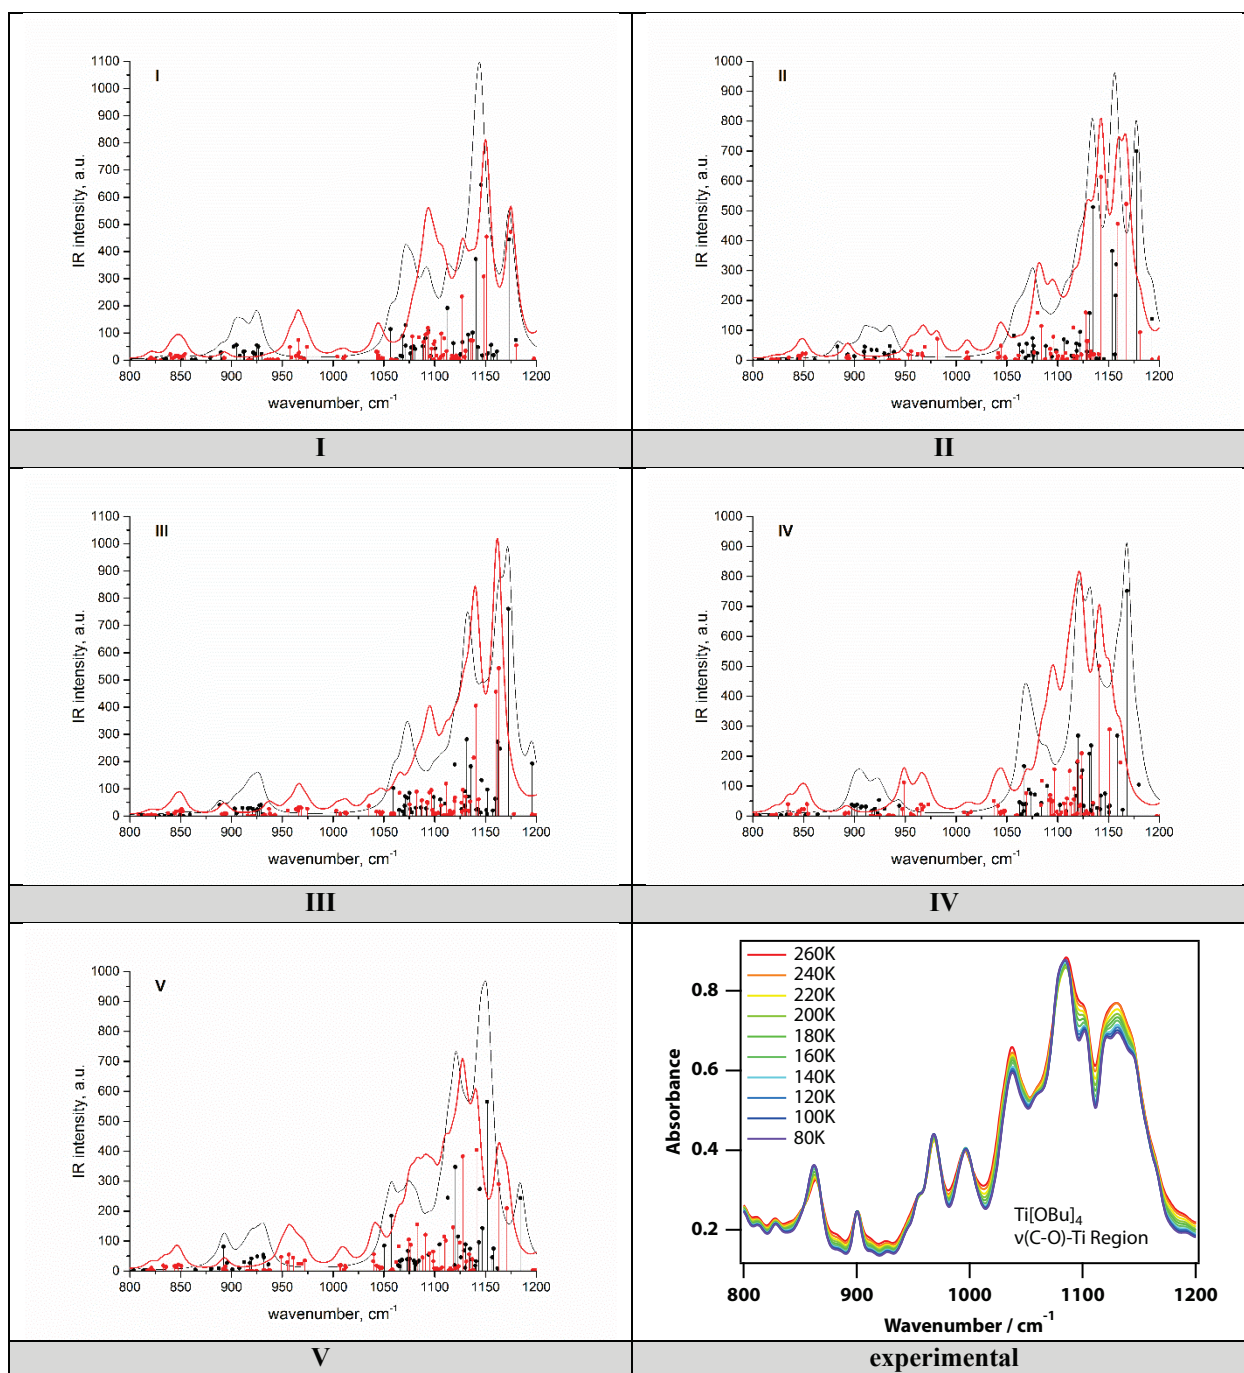 I
IR intensity, a.u.
1100
1000
900
800
700
600
500
400
300
200
100
0
800 850 900 950 1000 1050 1100 1150 1200
wavenumber, cm-1
I
II
IR intensity, a.u.
1000
900
800
700
600
500
400
300
200
100
0
800 850 900 950 1000 1050 1100 1150 1200
wavenumber, cm-1
II
III
IR intensity, a.u.
1100
1000
900
800
700
600
500
400
300
200
100
0
800 850 900 950 1000 1050 1100 1150 1200
wavenumber, cm-1
III
IV
IR intensity, a.u.
1000
900
800
700
600
500
400
300
200
100
0
800 850 900 950 1000 1050 1100 1150 1200
wavenumber, cm-1
IV
V
IR intensity, a.u.
1000
900
800
700
600
500
400
300
200
100
0
800 850 900 950 1000 1050 1100 1150 1200
wavenumber, cm-1
V
260K
240K
220K
200K
180K
160K
140K
120K
100K
80K
Absorbance
0.8
0.6
0.4
0.2
Ti[OBu]4
ν(C-O)-Ti Region
800 900 1000 1100 1200
Wavenumber / cm-1
experimental